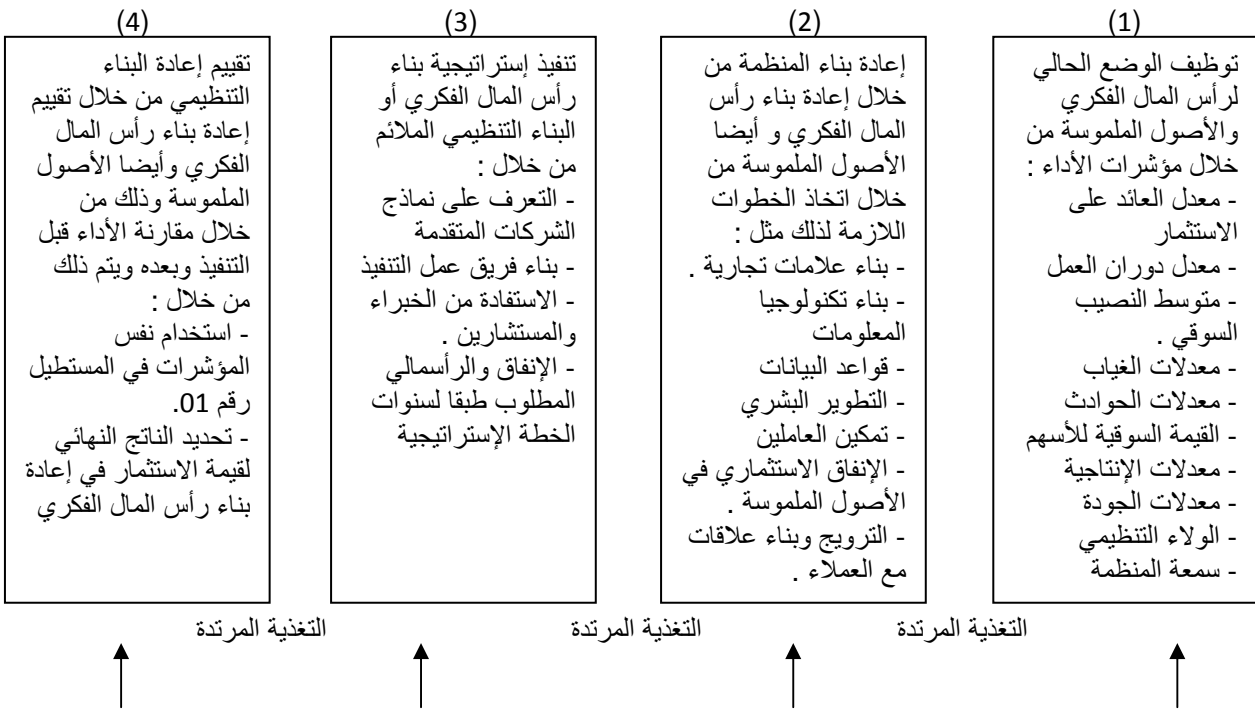 (1)
توظيف الوضع الحالي
لرأس المال الفكري
والأصول الملموسة من
خلال مؤشرات الأداء :
- معدل العائد على
الاستثمار
- معدل دوران العمل
- متوسط النصيب
السوقي .
- معدلات الغياب
- معدلات الحوادث
- القيمة السوقية للأسهم
- معدلات الإنتاجية
- معدلات الجودة
- الولاء التنظيمي
- سمعة المنظمة
(2)
إعادة بناء المنظمة من
خلال إعادة بناء رأس
المال الفكري و أيضا
الأصول الملموسة من
خلال اتخاذ الخطوات
اللازمة لذلك مثل :
- بناء علامات تجارية .
- بناء تكنولوجيا
المعلومات
- قواعد البيانات
- التطوير البشري
- تمكين العاملين
- الإنفاق الاستثماري في
الأصول الملموسة .
- الترويج وبناء علاقات
مع العملاء .
(3)
تنفيذ إستراتيجية بناء
رأس المال الفكري أو
البناء التنظيمي الملائم
من خلال :
- التعرف على نماذج
الشركات المتقدمة
- بناء فريق عمل التنفيذ
- الاستفادة من الخبراء
والمستشارين .
- الإنفاق والرأسمالي
المطلوب طبقا لسنوات
الخطة الإستراتيجية
(4)
تقييم إعادة البناء
التنظيمي من خلال تقييم
إعادة بناء رأس المال
الفكري وأيضا الأصول
الملموسة وذلك من
خلال مقارنة الأداء قبل
التنفيذ وبعده ويتم ذلك
من خلال :
- استخدام نفس
المؤشرات في المستطيل
رقم 01.
- تحديد الناتج النهائي
لقيمة الاستثمار في إعادة
بناء رأس المال الفكري
التغذية المرتدة
التغذية المرتدة
التغذية المرتدة